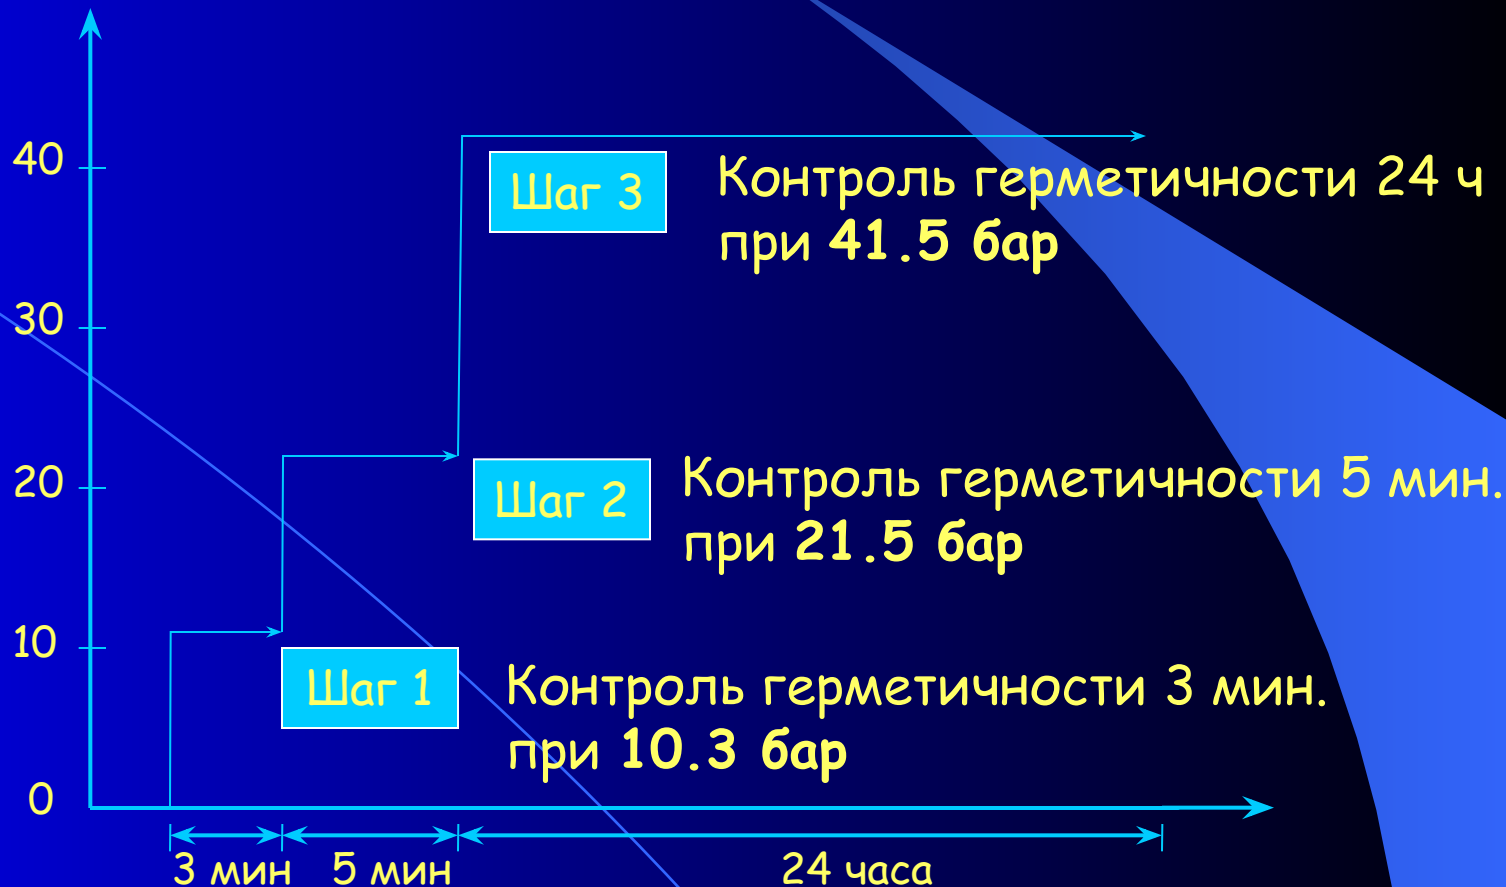 40
Шаг 3
Контроль герметичности 24 ч
при 41.5 бар
30
20
Шаг 2
Контроль герметичности 5 мин.
при 21.5 бар
10
Шаг 1
Контроль герметичности 3 мин.
при 10.3 бар
0
3 мин
5 мин
24 часа